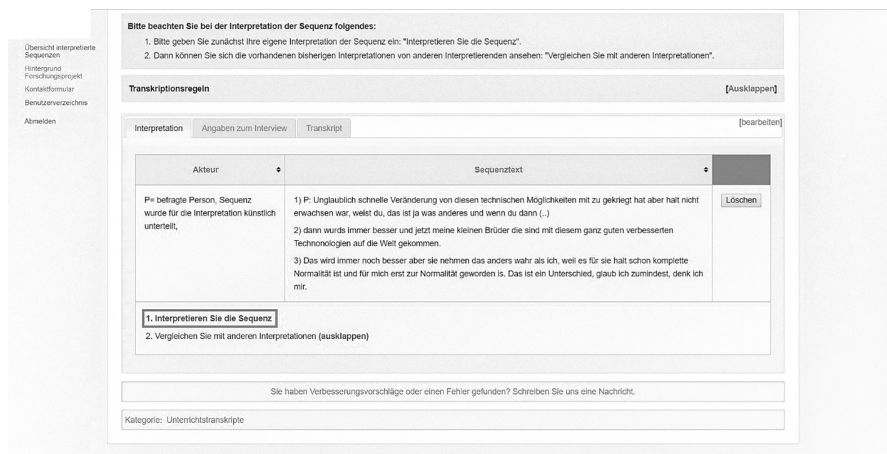 Bitte beachten Sie bei der Interpretation der Sequenz folgendes:
1. Bitte geben Sie zunächst Ihre eigene Interpretation der Sequenz ein: "Interpretieren Sie die Sequenz".
2. Dann können Sie sich die vorhandenen bisherigen Interpretationen von anderen Interpretierenden ansehen: "Vergleichen Sie mit anderen Interpretationen".
Übersicht interpretierte
Sequenzen
Hintergrund
Forschungsprojekt
Kontaktformular
Benutzerverzeichnis
Abmelden
Transkriptionsregeln [Ausklappen]
Interpretation Angaben zum Interview Transkript [bearbeiten]
Akteur Sequenztext
P= befragte Person, Sequenz
wurde für die Interpretation künstlich
unterteilt,
1) P: Unglaublich schnelle Veränderung von diesen technischen Möglichkeiten mit zu gekriegt hat aber halt nicht
erwachsen war, weist du, das ist ja was anderes und wenn du dann (..)
2) dann wurds immer besser und jetzt meine kleinen Brüder die sind mit diesem ganz guten verbesserten
Technonologien auf die Welt gekommen.
3) Das wird immer noch besser aber sie nehmen das anders wahr als ich, weil es für sie halt schon komplette
Normalität ist und für mich erst zur Normalität geworden is. Das ist ein Unterschied, glaub ich zumindest, denk ich
mir.
Löschen
1. Interpretieren Sie die Sequenz
2. Vergleichen Sie mit anderen Interpretationen (ausklappen)
Sie haben Verbesserungsvorschläge oder einen Fehler gefunden? Schreiben Sie uns eine Nachricht.
Kategorie: Unterrichtstranskripte